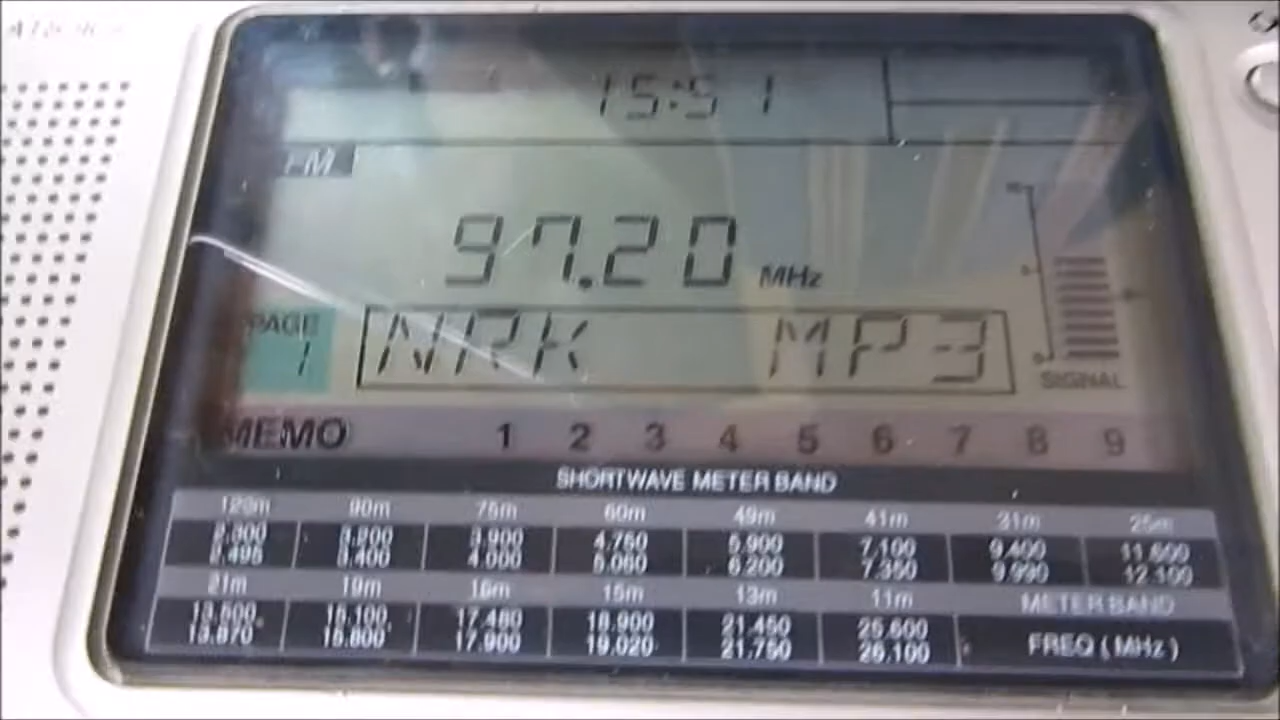 15:51
FM
97.20 MHz
PAGE
1
NRK MP3
SIGNAL
MEMO 1 2 3 4 5 6 7 8 9
SHORTWAVE METER BAND
120m 90m 75m 60m 49m 41m 31m 25m
2.300 3.200 3.900 4.750 5.900 7.100 9.400 11.600
2.495 3.400 4.000 5.060 6.200 7.350 9.990 12.100
21m 19m 16m 15m 13m 11m METER BAND
13.500 15.100 17.480 18.900 21.450 25.600
13.870 15.800 17.900 19.020 21.750 26.100 FREQ (MHz)